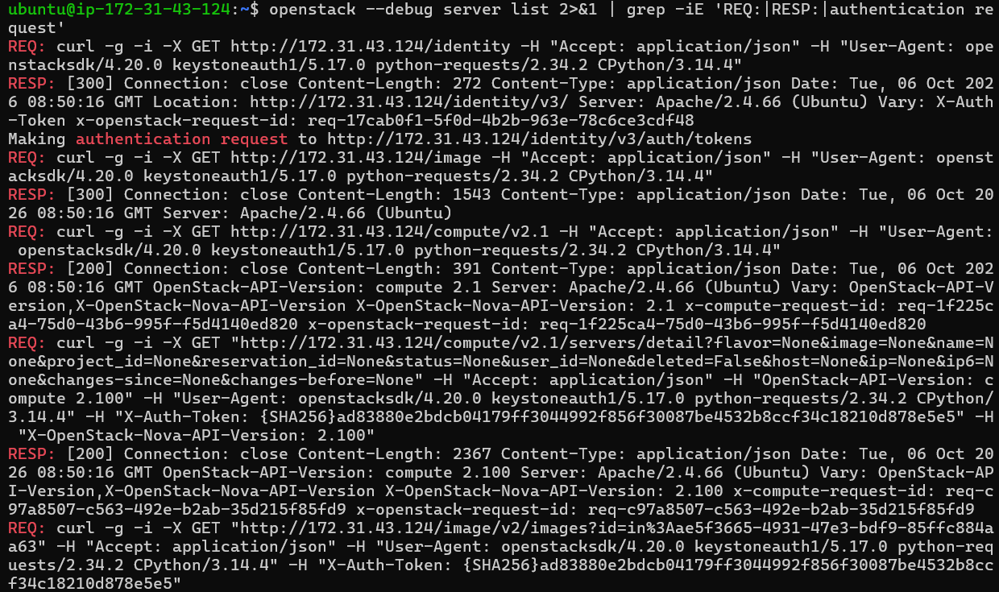 ubuntu@ip-172-31-43-124:~$ openstack --debug server list 2>&1 | grep -iE 'REQ:|RESP:|authentication re
quest'
REQ: curl -g -i -X GET http://172.31.43.124/identity -H "Accept: application/json" -H "User-Agent: ope
nstacksdk/4.20.0 keystoneauth1/5.17.0 python-requests/2.34.2 CPython/3.14.4"
RESP: [300] Connection: close Content-Length: 272 Content-Type: application/json Date: Tue, 06 Oct 202
6 08:50:16 GMT Location: http://172.31.43.124/identity/v3/ Server: Apache/2.4.66 (Ubuntu) Vary: X-Auth
-Token x-openstack-request-id: req-17cab0f1-5f0d-4b2b-963e-78c6ce3cdf48
Making authentication request to http://172.31.43.124/identity/v3/auth/tokens
REQ: curl -g -i -X GET http://172.31.43.124/image -H "Accept: application/json" -H "User-Agent: openst
acksdk/4.20.0 keystoneauth1/5.17.0 python-requests/2.34.2 CPython/3.14.4"
RESP: [300] Connection: close Content-Length: 1543 Content-Type: application/json Date: Tue, 06 Oct 20
26 08:50:16 GMT Server: Apache/2.4.66 (Ubuntu)
REQ: curl -g -i -X GET http://172.31.43.124/compute/v2.1 -H "Accept: application/json" -H "User-Agent:
 openstacksdk/4.20.0 keystoneauth1/5.17.0 python-requests/2.34.2 CPython/3.14.4"
RESP: [200] Connection: close Content-Length: 391 Content-Type: application/json Date: Tue, 06 Oct 202
6 08:50:16 GMT OpenStack-API-Version: compute 2.1 Server: Apache/2.4.66 (Ubuntu) Vary: OpenStack-API-V
ersion,X-OpenStack-Nova-API-Version X-OpenStack-Nova-API-Version: 2.1 x-compute-request-id: req-1f225c
a4-75d0-43b6-995f-f5d4140ed820 x-openstack-request-id: req-1f225ca4-75d0-43b6-995f-f5d4140ed820
REQ: curl -g -i -X GET "http://172.31.43.124/compute/v2.1/servers/detail?flavor=None&image=None&name=N
one&project_id=None&reservation_id=None&status=None&user_id=None&deleted=False&host=None&ip=None&ip6=N
one&changes-since=None&changes-before=None" -H "Accept: application/json" -H "OpenStack-API-Version: c
ompute 2.100" -H "User-Agent: openstacksdk/4.20.0 keystoneauth1/5.17.0 python-requests/2.34.2 CPython/
3.14.4" -H "X-Auth-Token: {SHA256}ad83880e2bdcb04179ff3044992f856f30087be4532b8ccf34c18210d878e5e5" -H
 "X-OpenStack-Nova-API-Version: 2.100"
RESP: [200] Connection: close Content-Length: 2367 Content-Type: application/json Date: Tue, 06 Oct 20
26 08:50:16 GMT OpenStack-API-Version: compute 2.100 Server: Apache/2.4.66 (Ubuntu) Vary: OpenStack-AP
I-Version,X-OpenStack-Nova-API-Version X-OpenStack-Nova-API-Version: 2.100 x-compute-request-id: req-c
97a8507-c563-492e-b2ab-35d215f85fd9 x-openstack-request-id: req-c97a8507-c563-492e-b2ab-35d215f85fd9
REQ: curl -g -i -X GET "http://172.31.43.124/image/v2/images?id=in%3Aae5f3665-4931-47e3-bdf9-85ffc884a
a63" -H "Accept: application/json" -H "User-Agent: openstacksdk/4.20.0 keystoneauth1/5.17.0 python-req
uests/2.34.2 CPython/3.14.4" -H "X-Auth-Token: {SHA256}ad83880e2bdcb04179ff3044992f856f30087be4532b8cc
f34c18210d878e5e5"